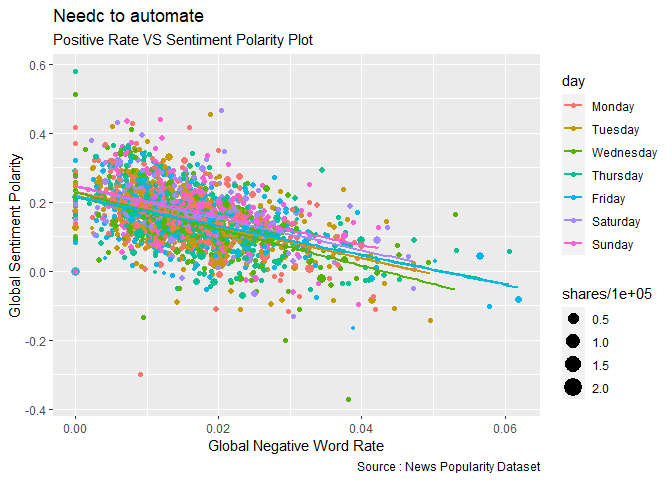 Needc to automate
Positive Rate VS Sentiment Polarity Plot
Global Sentiment Polarity
0.6
0.4
0.2
0.0
-0.2
-0.4
0.00
0.02
0.04
0.06
Global Negative Word Rate
Source : News Popularity Dataset
day
Monday
Tuesday
Wednesday
Thursday
Friday
Saturday
Sunday
shares/1e+05
0.5
1.0
1.5
2.0